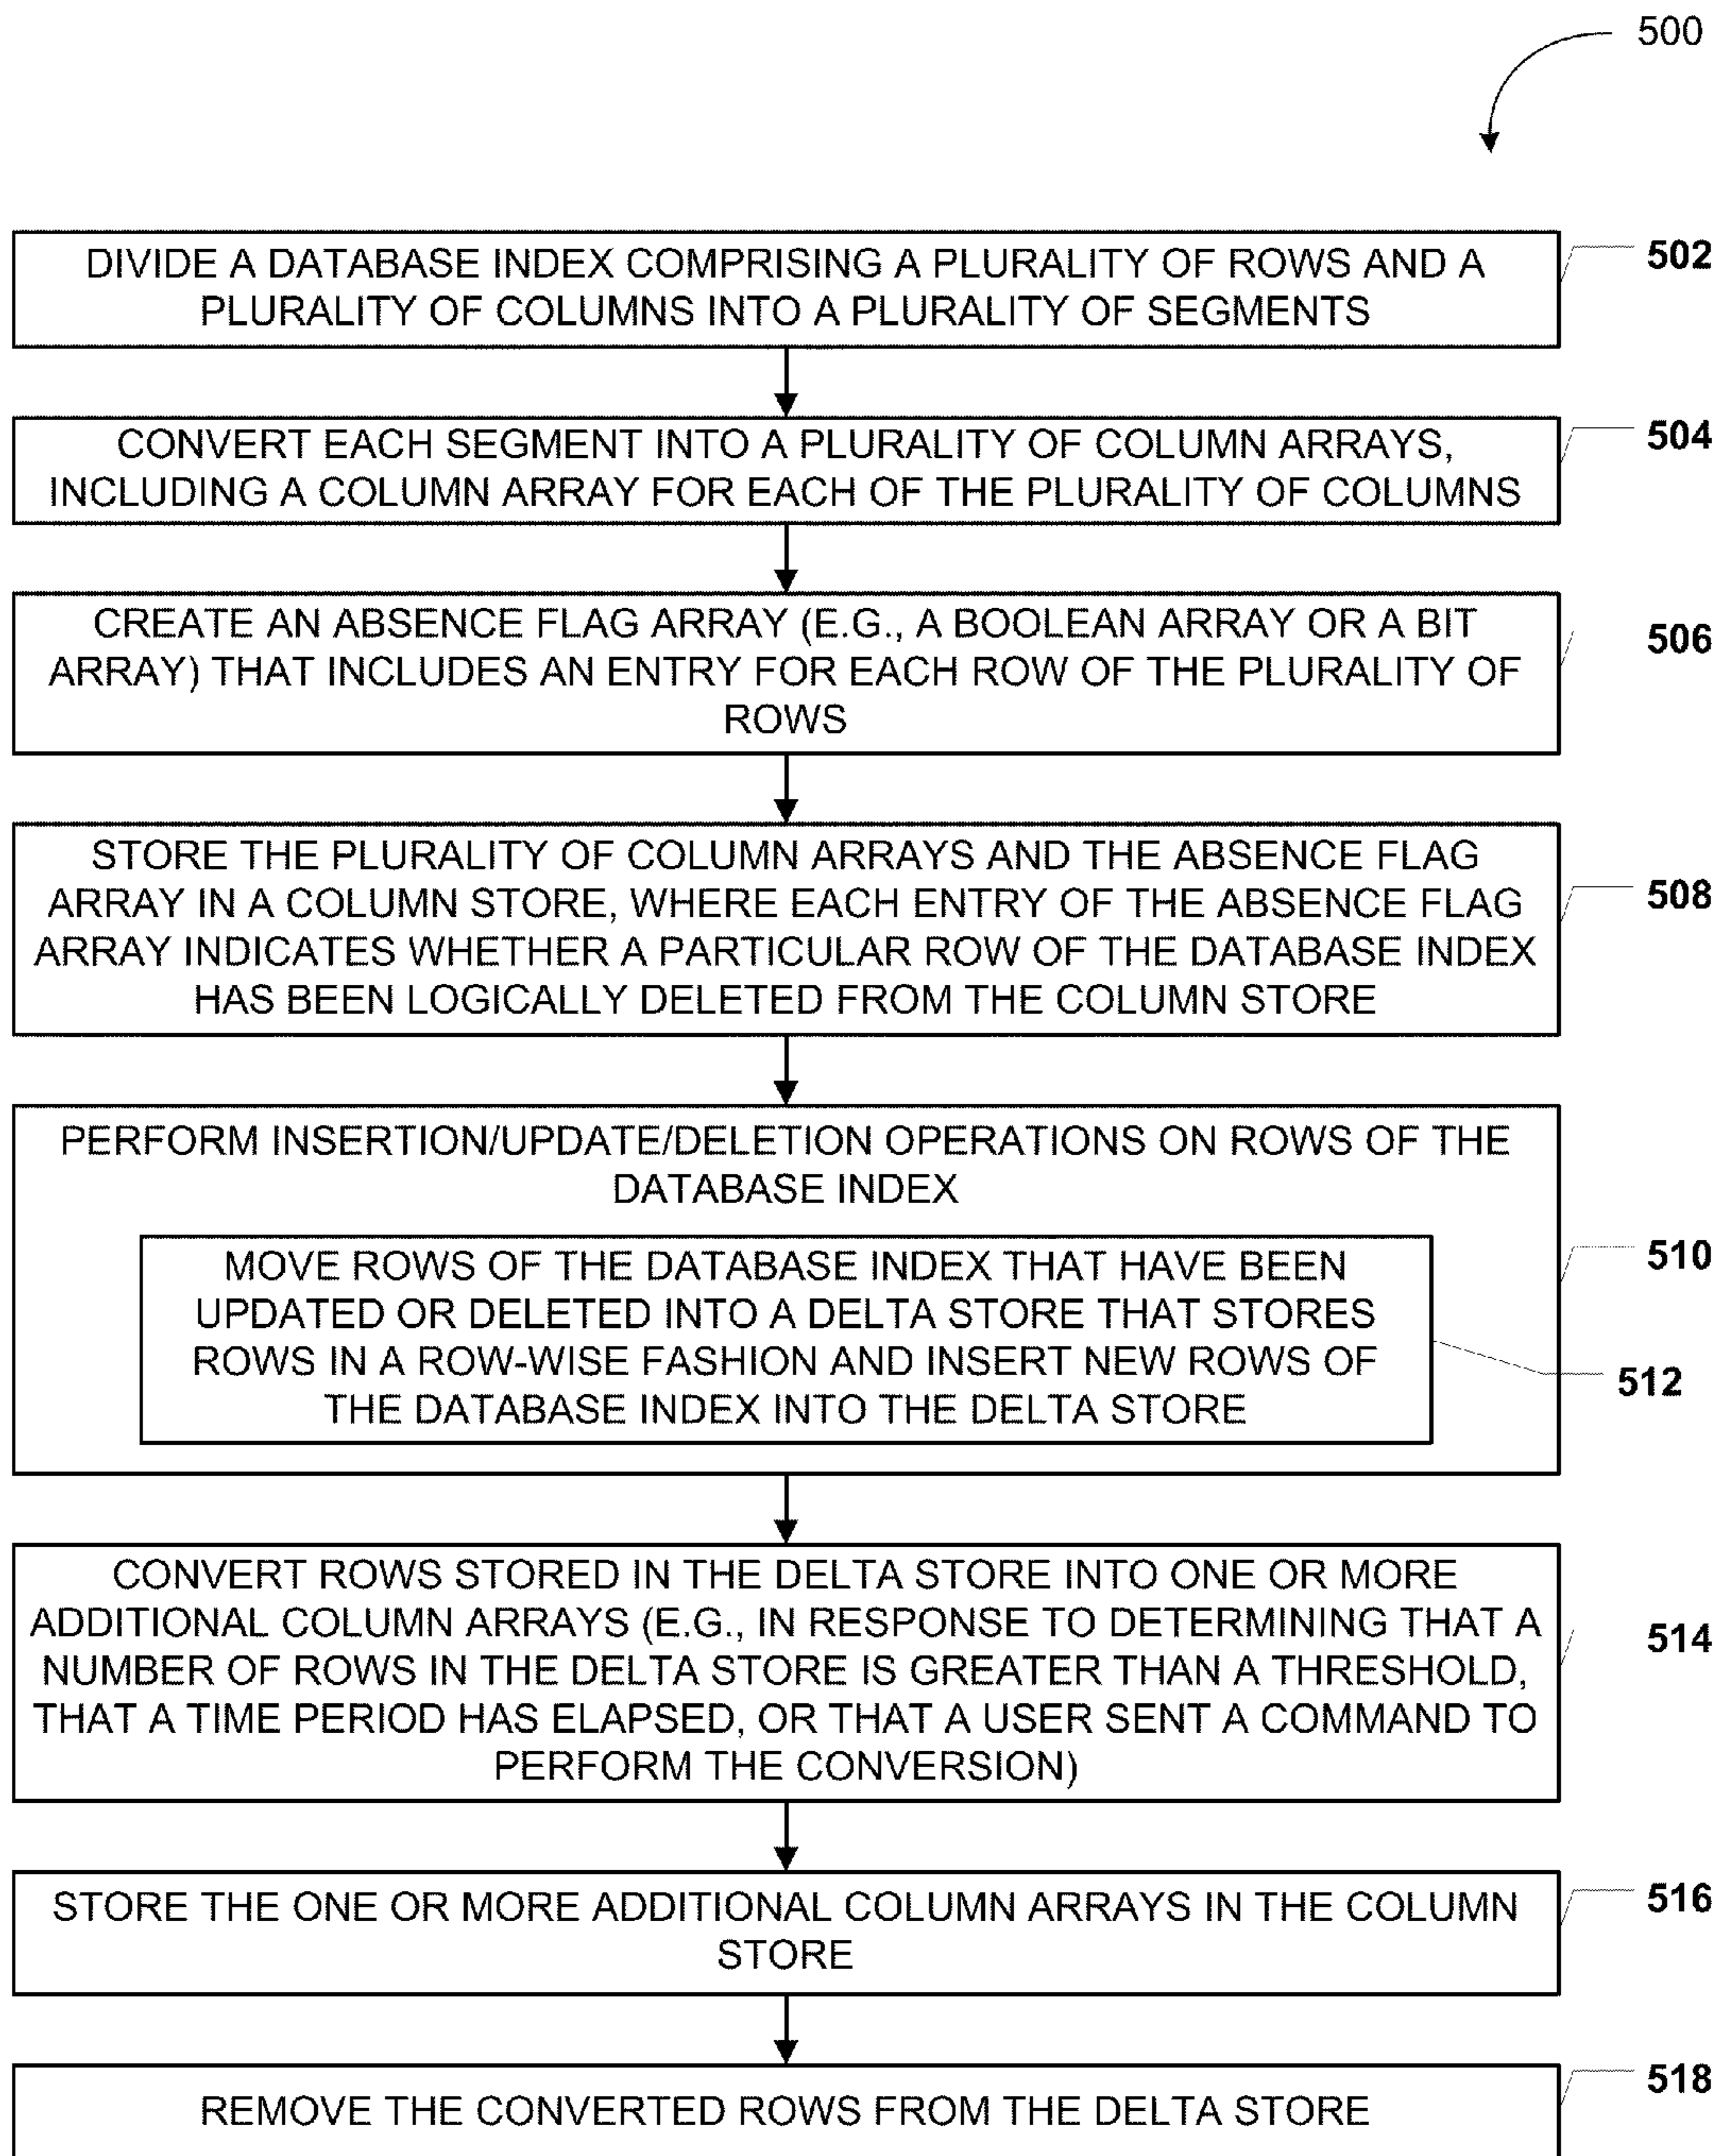 500
DIVIDE A DATABASE INDEX COMPRISING A PLURALITY OF ROWS AND A
PLURALITY OF COLUMNS INTO A PLURALITY OF SEGMENTS
502
CONVERT EACH SEGMENT INTO A PLURALITY OF COLUMN ARRAYS,
INCLUDING A COLUMN ARRAY FOR EACH OF THE PLURALITY OF COLUMNS
504
CREATE AN ABSENCE FLAG ARRAY (E.G., A BOOLEAN ARRAY OR A BIT
ARRAY) THAT INCLUDES AN ENTRY FOR EACH ROW OF THE PLURALITY OF
ROWS
506
STORE THE PLURALITY OF COLUMN ARRAYS AND THE ABSENCE FLAG
ARRAY IN A COLUMN STORE, WHERE EACH ENTRY OF THE ABSENCE FLAG
ARRAY INDICATES WHETHER A PARTICULAR ROW OF THE DATABASE INDEX
HAS BEEN LOGICALLY DELETED FROM THE COLUMN STORE
508
PERFORM INSERTION/UPDATE/DELETION OPERATIONS ON ROWS OF THE
DATABASE INDEX
510
MOVE ROWS OF THE DATABASE INDEX THAT HAVE BEEN
UPDATED OR DELETED INTO A DELTA STORE THAT STORES
ROWS IN A ROW-WISE FASHION AND INSERT NEW ROWS OF
THE DATABASE INDEX INTO THE DELTA STORE
512
CONVERT ROWS STORED IN THE DELTA STORE INTO ONE OR MORE
ADDITIONAL COLUMN ARRAYS (E.G., IN RESPONSE TO DETERMINING THAT A
NUMBER OF ROWS IN THE DELTA STORE IS GREATER THAN A THRESHOLD,
THAT A TIME PERIOD HAS ELAPSED, OR THAT A USER SENT A COMMAND TO
PERFORM THE CONVERSION)
514
STORE THE ONE OR MORE ADDITIONAL COLUMN ARRAYS IN THE COLUMN
STORE
516
REMOVE THE CONVERTED ROWS FROM THE DELTA STORE
518